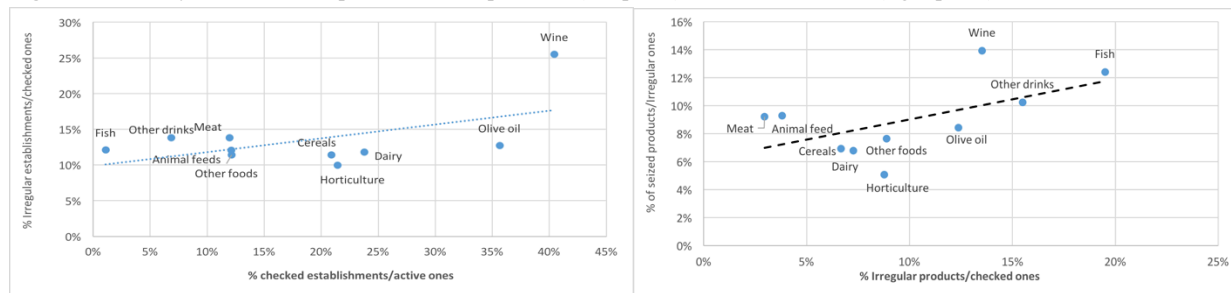 30%
25%
20%
15%
10%
5%
0%
0%
5%
10%
15%
20%
25%
30%
35%
40%
45%
% Irregular establishments/checked ones
% checked establishments/active ones
Wine
Fish
Other drinks
Meat
Animal feeds
Other foods
Cereals
Horticulture
Dairy
Olive oil
16%
14%
12%
10%
8%
6%
4%
2%
0%
0%
5%
10%
15%
20%
25%
% of seized products/Irregular ones
% Irregular products/checked ones
Wine
Fish
Other drinks
Meat
Animal feed
Olive oil
Cereals
Other foods
Dairy
Horticulture